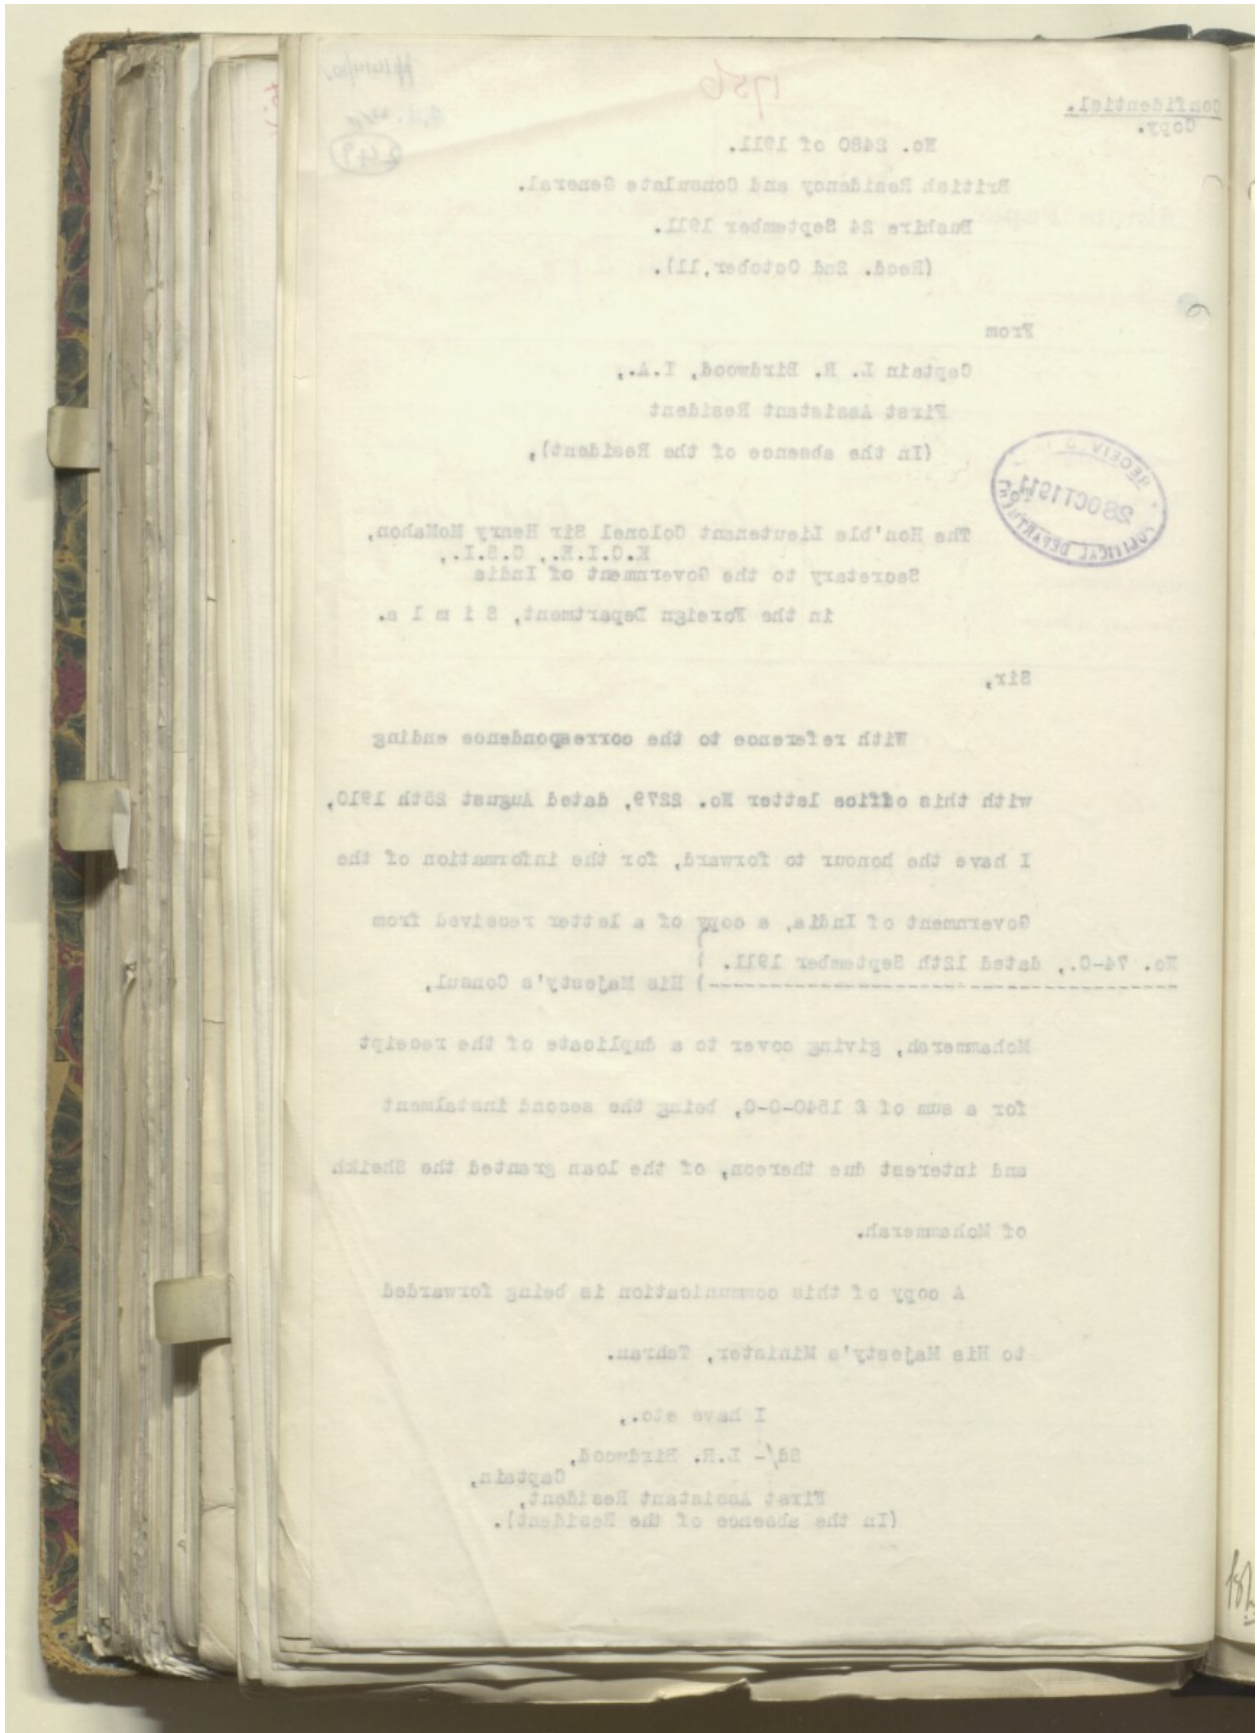 1756
Confidential.
Copy.
No. 2480 of 1911.
British Residency and Consulate General.
Bushire 24 September 1911.
(Recd. 2nd October, 11).
From
Captain L. R. Birdwood, I.A.,
First Assistant Resident
(In the absence of the Resident),
The Hon'ble Lieutenant Colonel Sir Henry McMahon,
K.C.I.E., C.S.I.,
Secretary to the Government of India
in the Foreign Department, S i m l a.
28 OCT 1911
POLITICAL DEPARTMENT
Sir,
With reference to the correspondence ending
with this office letter No. 2279, dated August 25th 1910,
I have the honour to forward, for the information of the
Government of India, a copy of a letter received from
No. 74-C., dated 12th September 1911. )
) His Majesty's Consul,
Mohammerah, giving cover to a duplicate of the receipt
for a sum of £ 1540-0-0, being the second instalment
and interest due thereon, of the loan granted the Sheikh
of Mohammerah.
A copy of this communication is being forwarded
to His Majesty's Minister, Tehran.
I have etc.,
Sd/- L.R. Birdwood,
Captain,
First Assistant Resident,
(In the absence of the Resident).